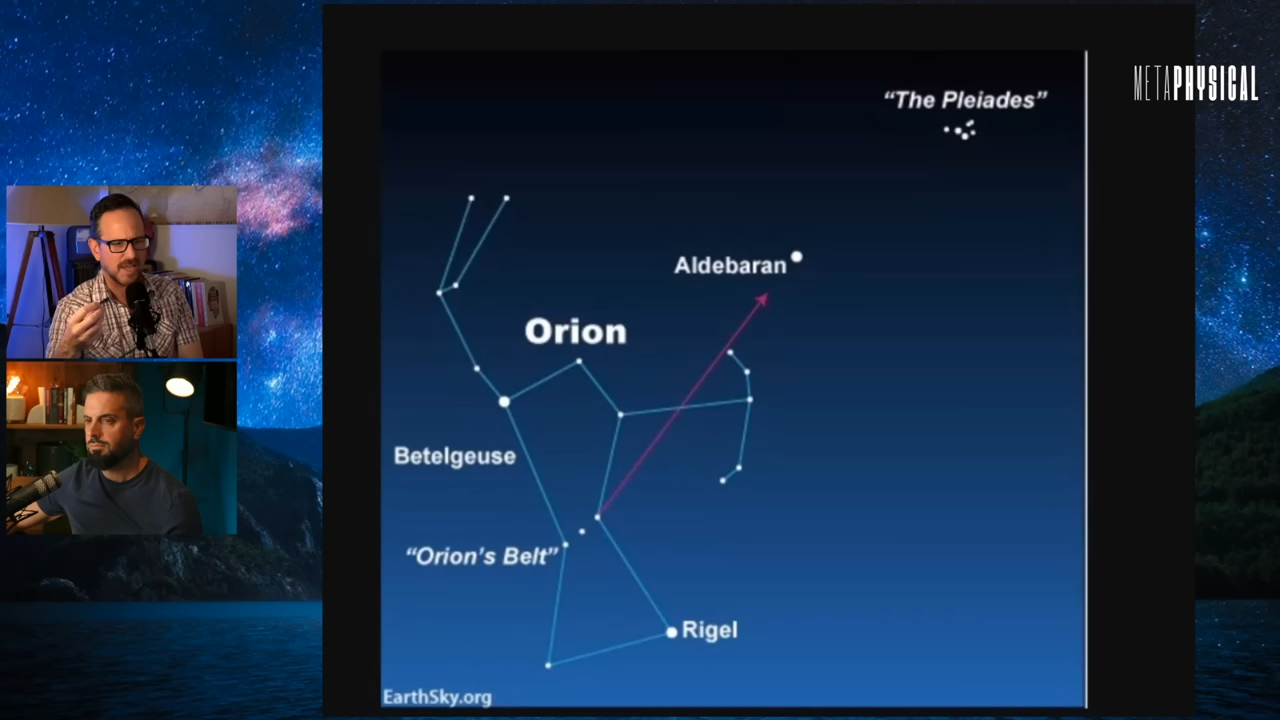 METAPHYSICAL
“The Pleiades”
Aldebaran
Orion
Betelgeuse
“Orion’s Belt”
Rigel
EarthSky.org